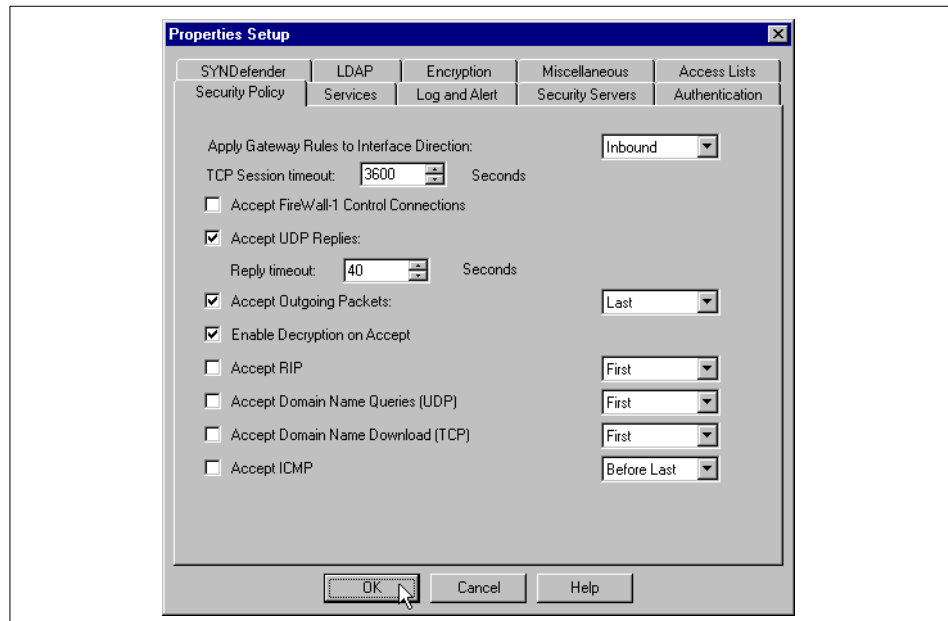 Properties Setup
SYNDefender LDAP Encryption Miscellaneous Access Lists
Security Policy Services Log and Alert Security Servers Authentication
Apply Gateway Rules to Interface Direction: Inbound
TCP Session timeout: 3600 Seconds
Accept FireWall-1 Control Connections
Accept UDP Replies:
Reply timeout: 40 Seconds
Accept Outgoing Packets: Last
Enable Decryption on Accept
Accept RIP First
Accept Domain Name Queries (UDP) First
Accept Domain Name Download (TCP) First
Accept ICMP Before Last
OK Cancel Help